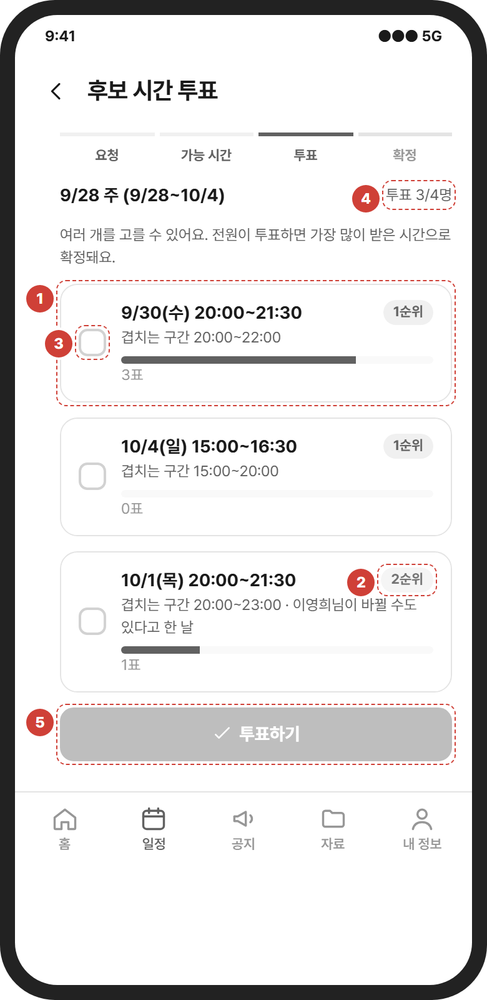 9:41
5G
후보 시간 투표
요청
가능 시간
투표
확정
9/28 주 (9/28~10/4)
4
투표 3/4명
여러 개를 고를 수 있어요. 전원이 투표하면 가장 많이 받은 시간으로
확정돼요.
1
9/30(수) 20:00~21:30
1순위
3
겹치는 구간 20:00~22:00
3표
10/4(일) 15:00~16:30
1순위
겹치는 구간 15:00~20:00
0표
10/1(목) 20:00~21:30
2
2순위
겹치는 구간 20:00~23:00 · 이영희님이 바뀔 수도
있다고 한 날
1표
5
투표하기
홈
일정
공지
자료
내 정보